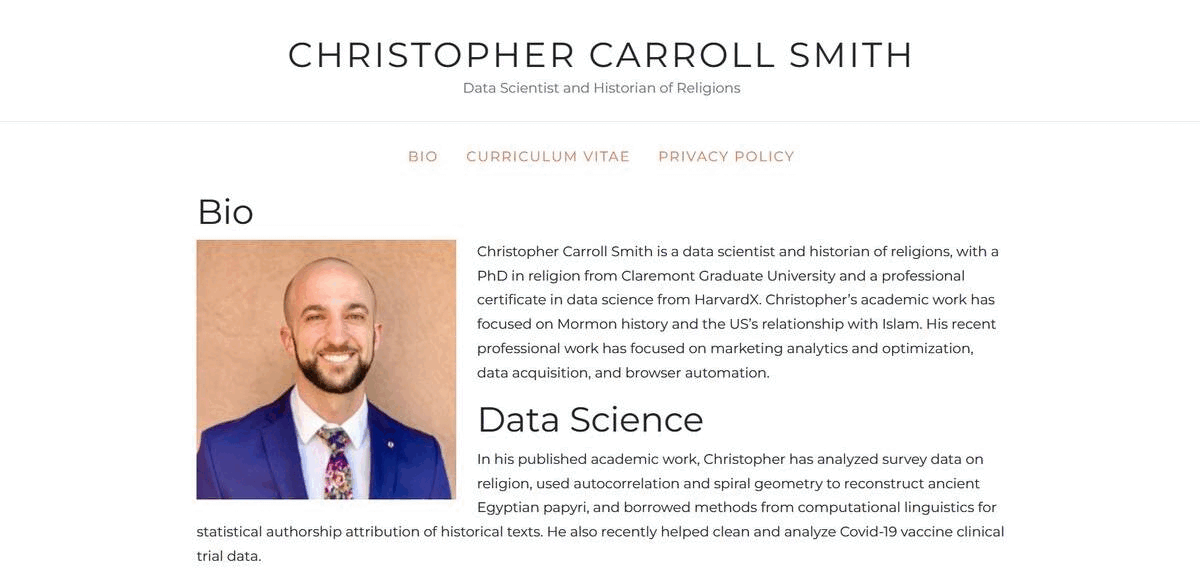 CHRISTOPHER CARROLL SMITH
Data Scientist and Historian of Religions
BIO CURRICULUM VITAE PRIVACY POLICY
Bio
Christopher Carroll Smith is a data scientist and historian of religions, with a
PhD in religion from Claremont Graduate University and a professional
certificate in data science from HarvardX. Christopher’s academic work has
focused on Mormon history and the US’s relationship with Islam. His recent
professional work has focused on marketing analytics and optimization,
data acquisition, and browser automation.
Data Science
In his published academic work, Christopher has analyzed survey data on
religion, used autocorrelation and spiral geometry to reconstruct ancient
Egyptian papyri, and borrowed methods from computational linguistics for
statistical authorship attribution of historical texts. He also recently helped clean and analyze Covid-19 vaccine clinical
trial data.